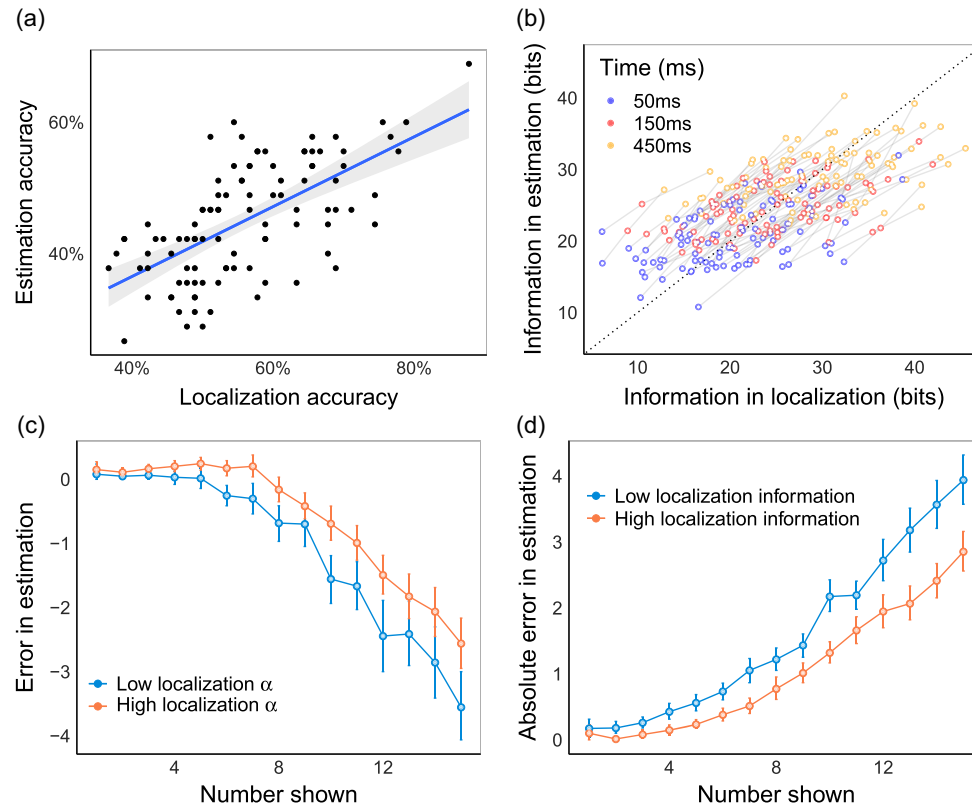 (a)
Estimation accuracy
60%
40%
40%
60%
80%
Localization accuracy
(b)
Information in estimation (bits)
Time (ms)
50ms
150ms
450ms
40
30
20
10
10
20
30
40
Information in localization (bits)
(c)
Error in estimation
0
−1
−2
−3
−4
Low localization α
High localization α
4
8
12
Number shown
(d)
Absolute error in estimation
4
3
2
1
0
Low localization information
High localization information
4
8
12
Number shown